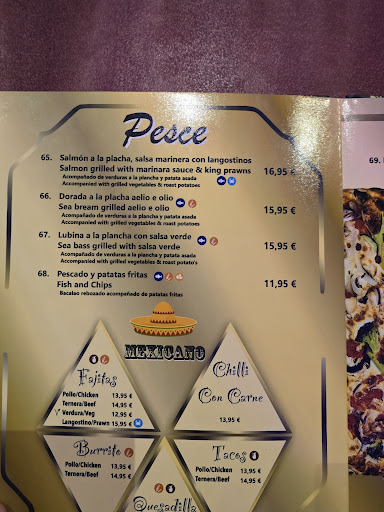 Pesce
65. Salmón a la placha, salsa marinera con langostinos
Salmon grilled with marinara sauce & king prawns 16,95 €
Acompañado de verduras a la plancha y patata asada
Accompanied with grilled vegetables & roast potatoes
66. Dorada a la placha aelio e olio
Sea bream grilled aelio e olio 15,95 €
Acompañado de verduras a la plancha y patata asada
Accompanied with grilled vegetables & roast potatoes
67. Lubina a la plancha con salsa verde
Sea bass grilled with salsa verde 15,95 €
Acompañado de verduras a la plancha y patata asada
Accompanied with grilled vegetables & roast potato's
68. Pescado y patatas fritas
Fish and Chips 11,95 €
Bacalao rebozado acompañado de patatas fritas
69.
MEXICANO
Fajitas
Pollo/Chicken 13,95 €
Ternera/Beef 14,95 €
Verdura/Veg 12,95 €
Langostino/Prawn 15,95 €
Chilli
Con Carne
13,95 €
Burrito
Pollo/Chicken 13,95 €
Ternera/Beef 14,95 €
Quesadilla
Tacos
Pollo/Chicken 13,95 €
Ternera/Beef 14,95 €